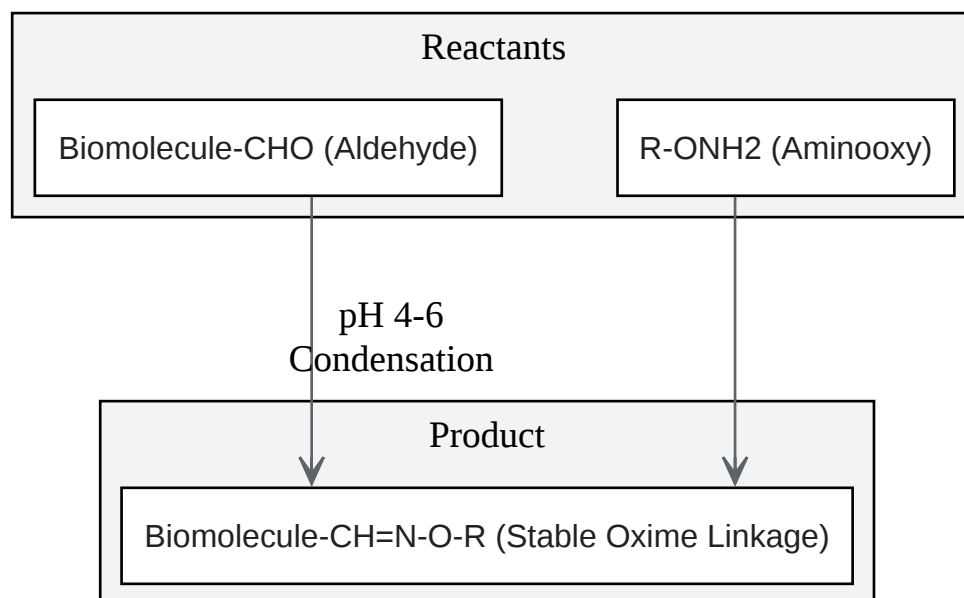 Reactants
Biomolecule-CHO (Aldehyde)
R-ONH2 (Aminooxy)
pH 4-6
Condensation
Product
Biomolecule-CH=N-O-R (Stable Oxime Linkage)